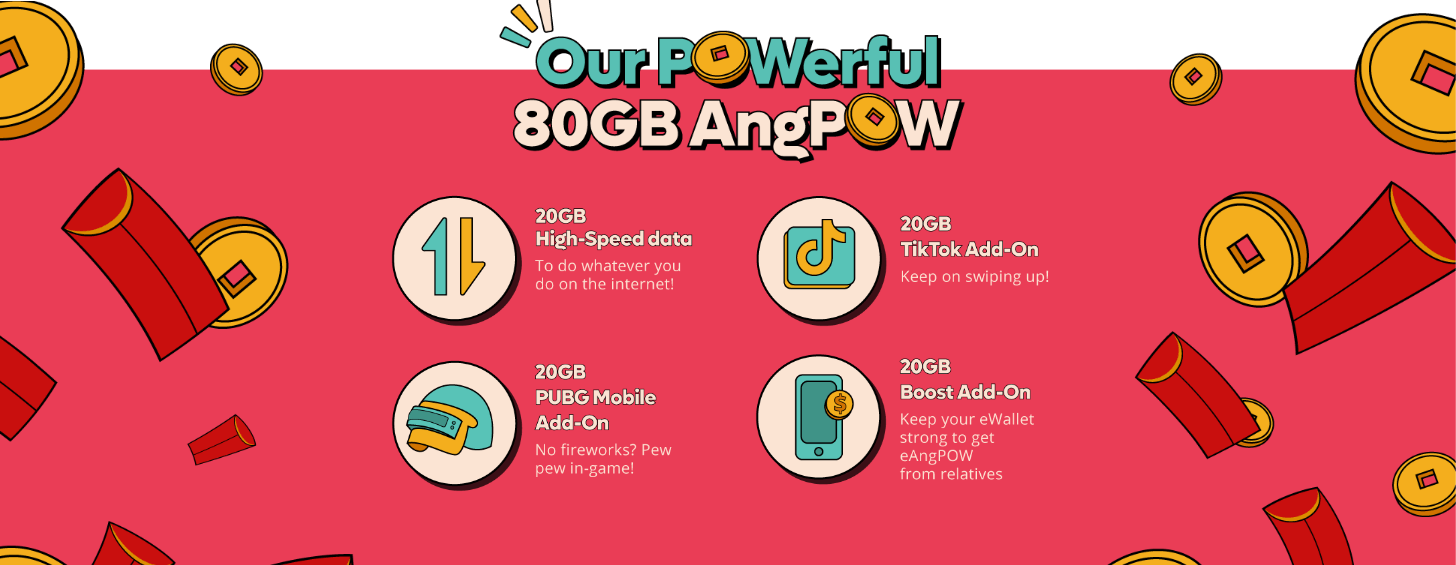 Our POWerful
80GB AngPOW
20GB
High-Speed data
To do whatever you
do on the internet!
20GB
TikTok Add-On
Keep on swiping up!
20GB
PUBG Mobile
Add-On
No fireworks? Pew
pew in-game!
20GB
Boost Add-On
Keep your eWallet
strong to get
eAngPOW
from relatives